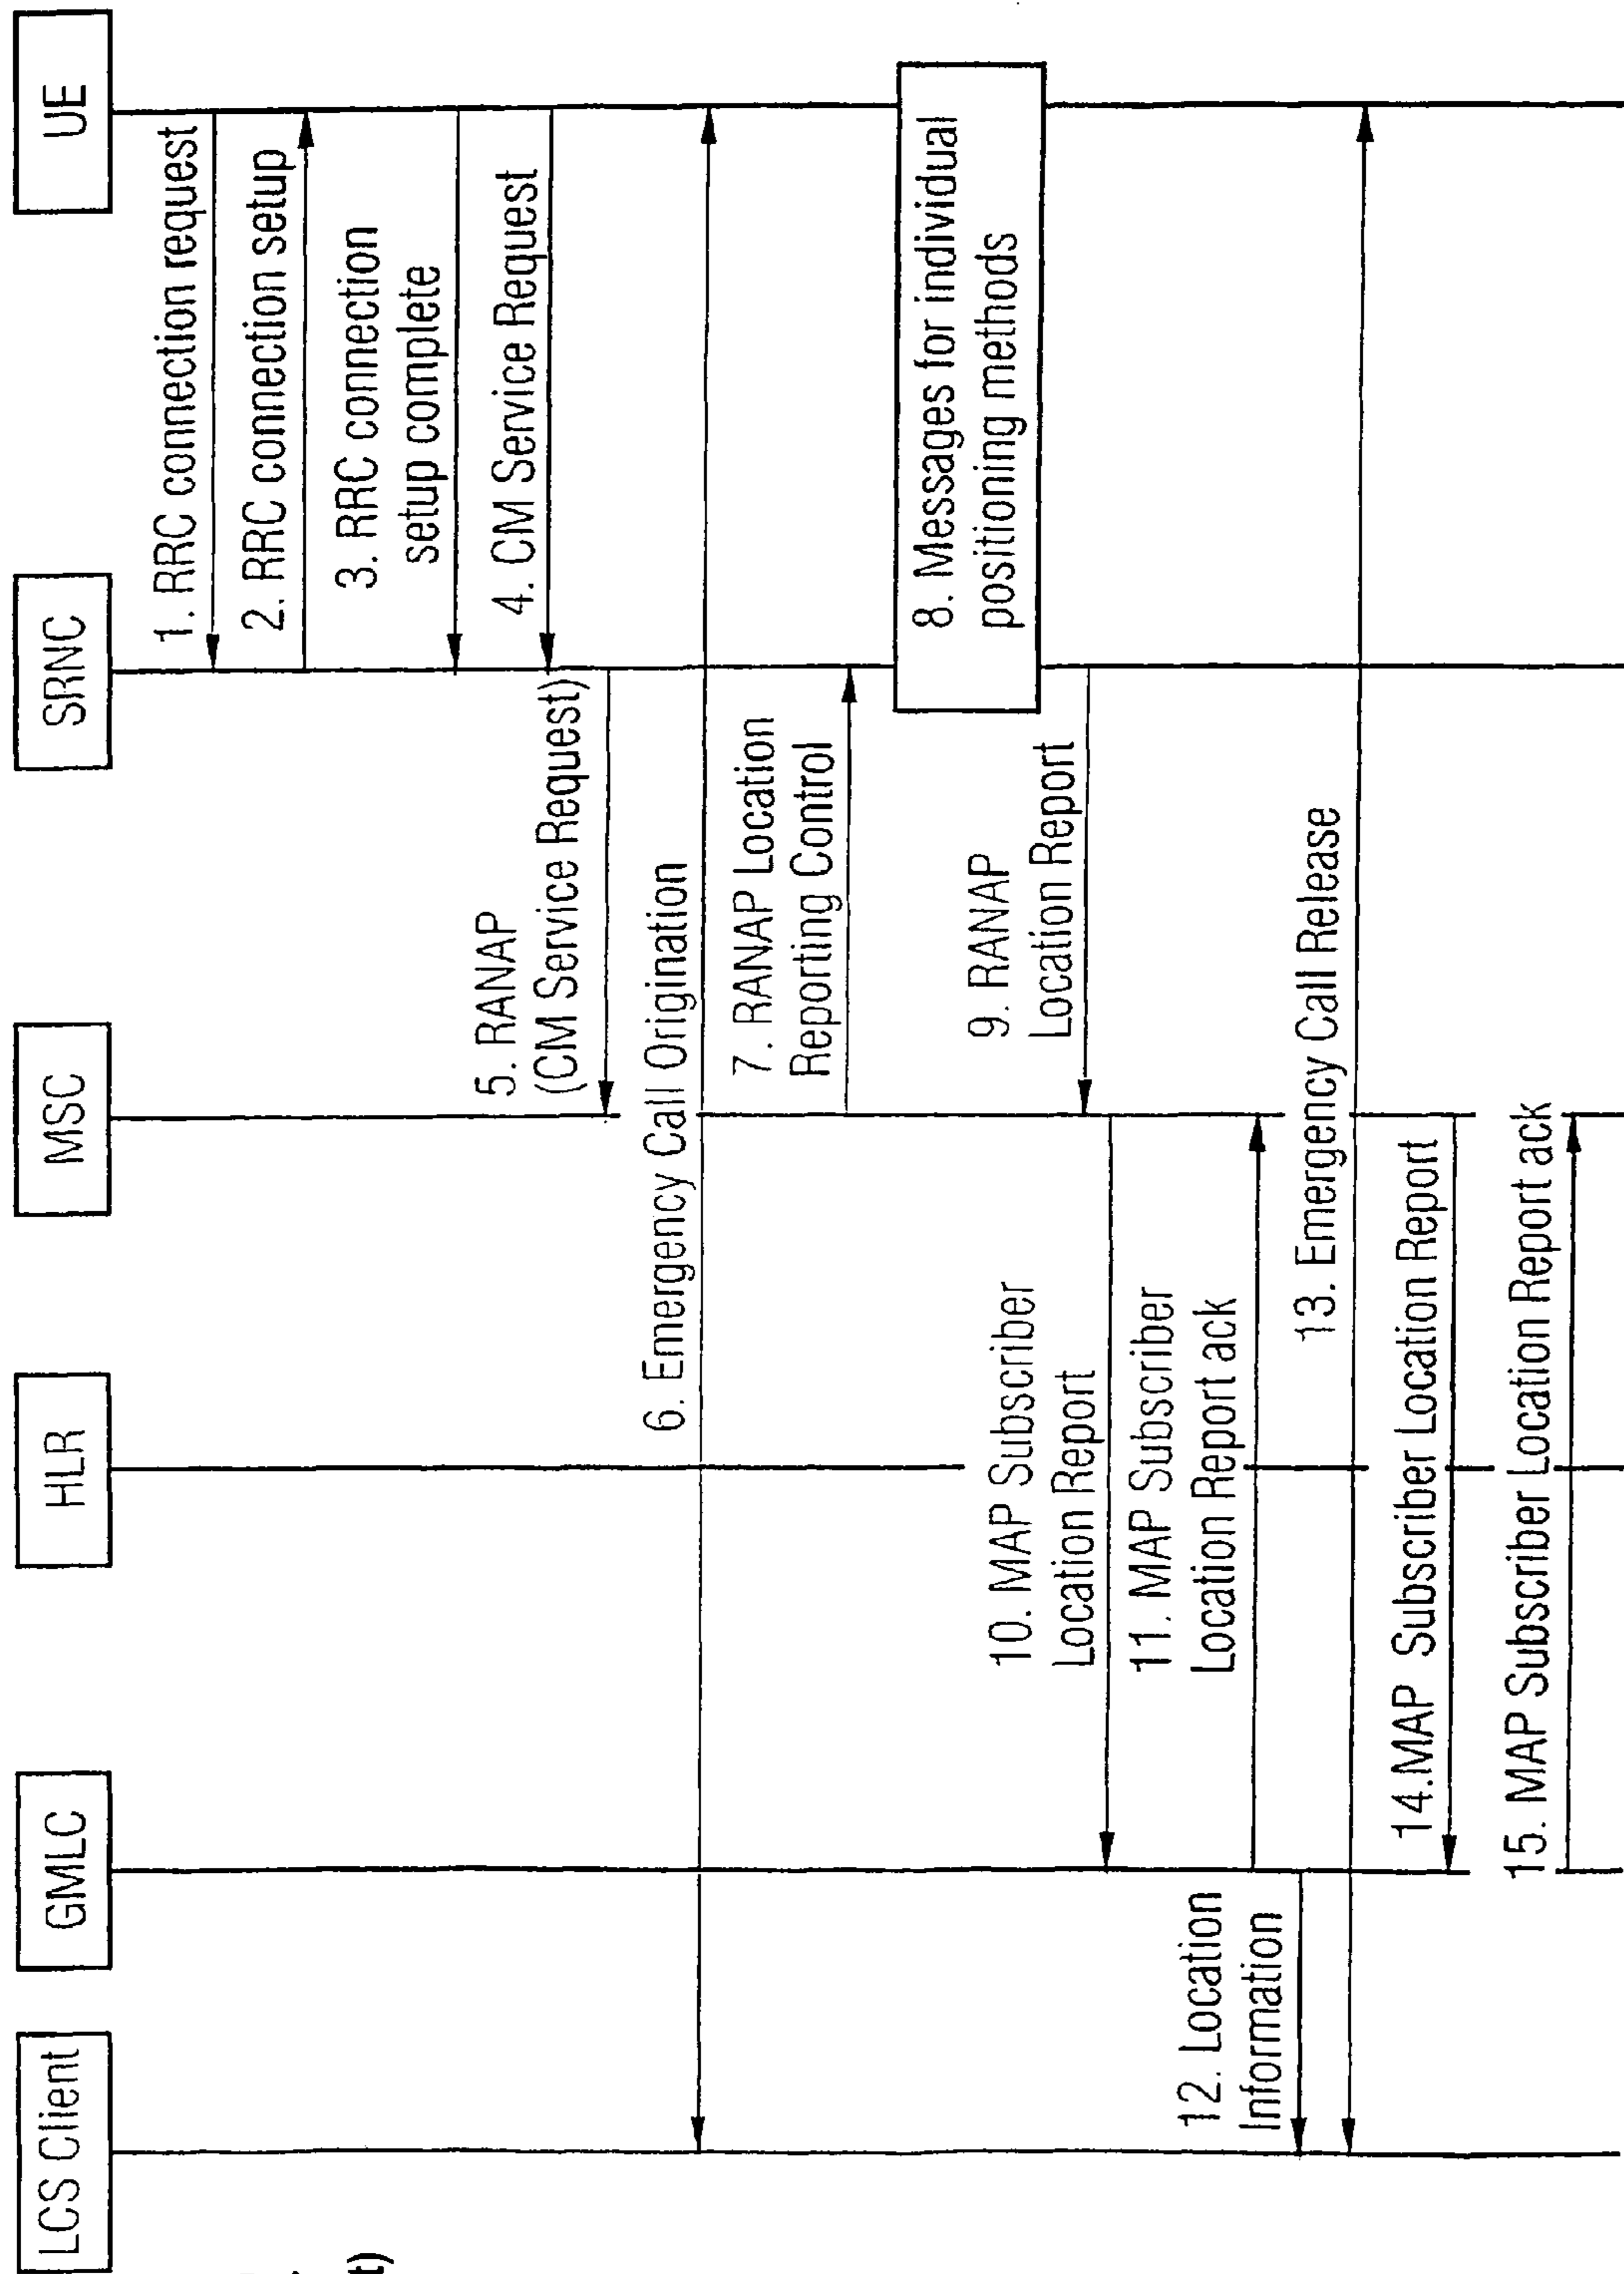 LCS Client
GMLC
HLR
MSC
SRNC
UE
1. RRC connection request
2. RRC connection setup
3. RRC connection
setup complete
4. CM Service Request
5. RANAP
(CM Service Request)
6. Emergency Call Origination
7. RANAP Location
Reporting Control
8. Messages for individual
positioning methods
9. RANAP
Location Report
10. MAP Subscriber
Location Report
11. MAP Subscriber
Location Report ack
12. Location
Information
13. Emergency Call Release
14.MAP Subscriber Location Report
15. MAP Subscriber Location Report ack